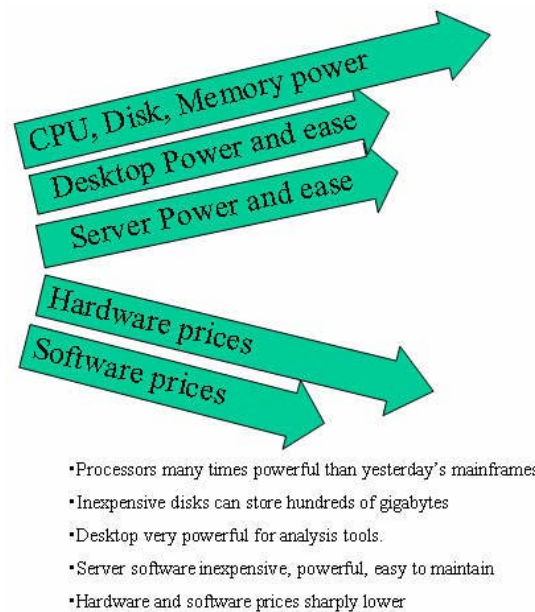 CPU, Disk, Memory power
Desktop Power and ease
Server Power and ease
Hardware prices
Software prices
•Processors many times powerful than yesterday’s mainframes
•Inexpensive disks can store hundreds of gigabytes
•Desktop very powerful for analysis tools.
•Server software inexpensive, powerful, easy to maintain
•Hardware and software prices sharply lower